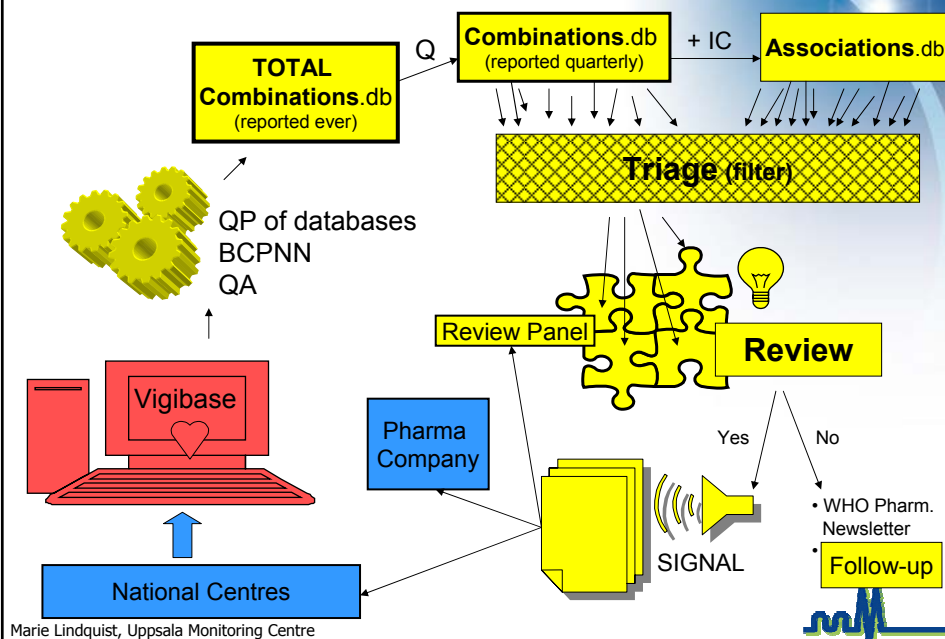 TOTAL
Combinations.db
(reported ever)
Q
Combinations.db
(reported quarterly)
+ IC
Associations.db
Triage (filter)
QP of databases
BCPNN
QA
Review Panel
Review
Vigibase
Pharma
Company
Yes
No
SIGNAL
• WHO Pharm.
Newsletter
•
Follow-up
National Centres
Marie Lindquist, Uppsala Monitoring Centre